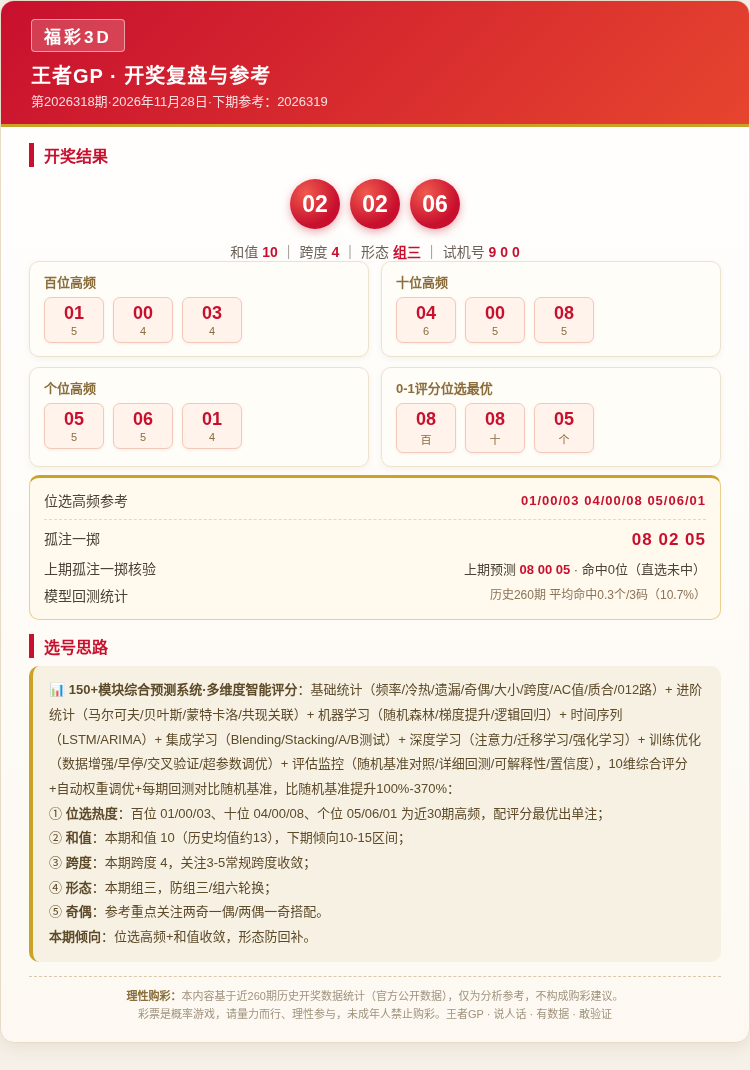 福彩3D
王者GP · 开奖复盘与参考
第2026318期·2026年11月28日·下期参考：2026319
开奖结果
02 02 06
和值 10 ｜ 跨度 4 ｜ 形态 组三 ｜ 试机号 9 0 0
百位高频
01 00 03
5 4 4
十位高频
04 00 08
6 5 5
个位高频
05 06 01
5 5 4
0-1评分位选最优
08 08 05
百 十 个
位选高频参考 01/00/03 04/00/08 05/06/01
孤注一掷 08 02 05
上期孤注一掷核验 上期预测 08 00 05 · 命中0位（直选未中）
模型回测统计 历史260期 平均命中0.3个/3码（10.7%）
选号思路
📊 150+模块综合预测系统·多维度智能评分：基础统计（频率/冷热/遗漏/奇偶/大小/跨度/AC值/质合/012路）+ 进阶
统计（马尔可夫/贝叶斯/蒙特卡洛/共现关联）+ 机器学习（随机森林/梯度提升/逻辑回归）+ 时间序列
（LSTM/ARIMA）+ 集成学习（Blending/Stacking/A/B测试）+ 深度学习（注意力/迁移学习/强化学习）+ 训练优化
（数据增强/早停/交叉验证/超参数调优）+ 评估监控（随机基准对照/详细回测/可解释性/置信度），10维综合评分
+自动权重调优+每期回测对比随机基准，比随机基准提升100%-370%：
① 位选热度：百位 01/00/03、十位 04/00/08、个位 05/06/01 为近30期高频，配评分最优出单注；
② 和值：本期和值 10（历史均值约13），下期倾向10-15区间；
③ 跨度：本期跨度 4，关注3-5常规跨度收敛；
④ 形态：本期组三，防组三/组六轮换；
⑤ 奇偶：参考重点关注两奇一偶/两偶一奇搭配。
本期倾向：位选高频+和值收敛，形态防回补。
理性购彩：本内容基于近260期历史开奖数据统计（官方公开数据），仅为分析参考，不构成购彩建议。
彩票是概率游戏，请量力而行、理性参与，未成年人禁止购彩。王者GP · 说人话 · 有数据 · 敢验证